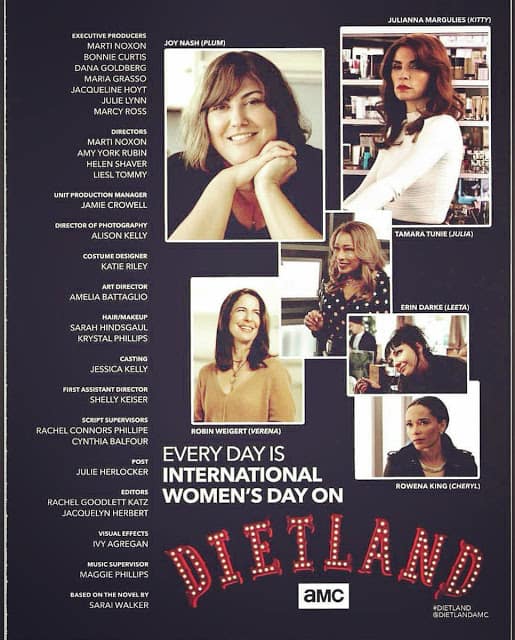 EXECUTIVE PRODUCERS
MARTI NOXON
BONNIE CURTIS
DANA GOLDBERG
MARIA GRASSO
JACQUELINE HOYT
JULIE LYNN
MARCY ROSS
DIRECTORS
MARTI NOXON
AMY YORK RUBIN
HELEN SHAVER
LIESL TOMMY
UNIT PRODUCTION MANAGER
JAMIE CROWELL
DIRECTOR OF PHOTOGRAPHY
ALISON KELLY
COSTUME DESIGNER
KATIE RILEY
ART DIRECTOR
AMELIA BATTAGLIO
HAIR/MAKEUP
SARAH HINDSGAUL
KRYSTAL PHILLIPS
CASTING
JESSICA KELLY
FIRST ASSISTANT DIRECTOR
SHELLY KEISER
SCRIPT SUPERVISORS
RACHEL CONNORS PHILLIPE
CYNTHIA BALFOUR
POST
JULIE HERLOCKER
EDITORS
RACHEL GOODLETT KATZ
JACQUELYN HERBERT
VISUAL EFFECTS
IVY AGREGAN
MUSIC SUPERVISOR
MAGGIE PHILLIPS
BASED ON THE NOVEL BY
SARAI WALKER
JOY NASH (PLUM)
JULIANNA MARGULIES (KITTY)
TAMARA TUNIE (JULIA)
ERIN DARKE (LEETA)
ROBIN WEIGERT (VERENA)
ROWENA KING (CHERYL)
EVERY DAY IS
INTERNATIONAL
WOMEN'S DAY ON
DIETLAND
aMC
#DIETLAND
@DIETLANDAMC